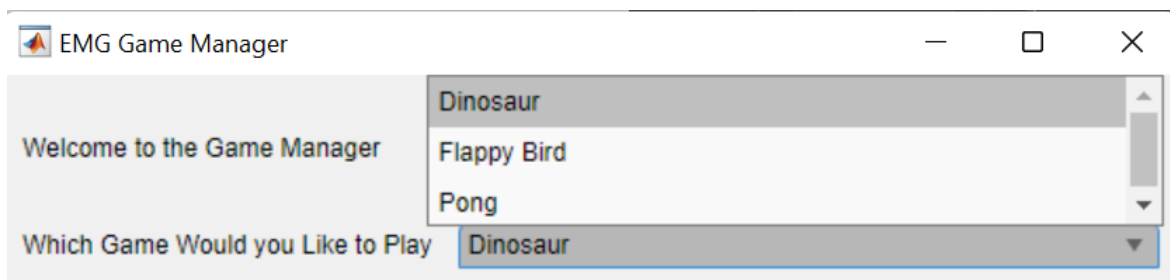 EMG Game Manager
Dinosaur
Welcome to the Game Manager
Flappy Bird
Pong
Which Game Would you Like to Play
Dinosaur